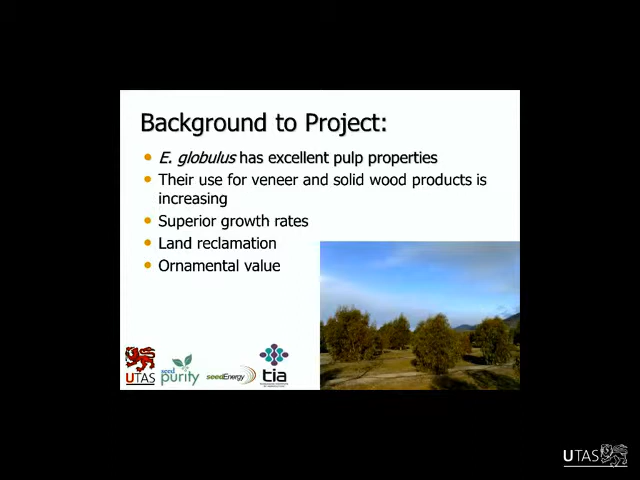 Background to Project:
E. globulus has excellent pulp properties
Their use for veneer and solid wood products is
increasing
Superior growth rates
Land reclamation
Ornamental value
UTAS
seed
purity
seedEnergy
tia
UTAS